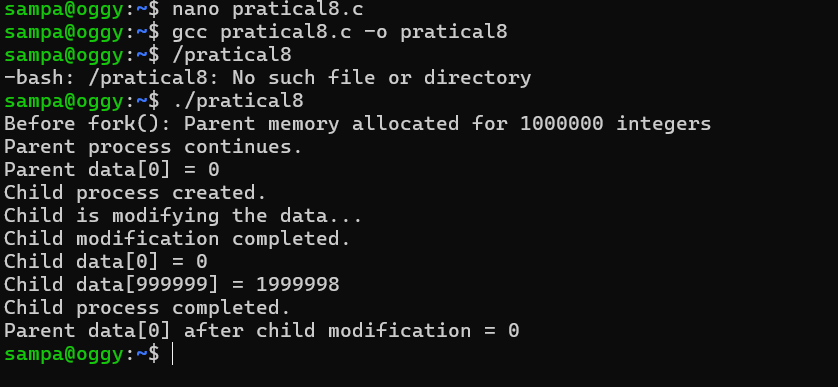 sampa@oggy:~$ nano pratical8.c
sampa@oggy:~$ gcc pratical8.c -o pratical8
sampa@oggy:~$ /pratical8
-bash: /pratical8: No such file or directory
sampa@oggy:~$ ./pratical8
Before fork(): Parent memory allocated for 1000000 integers
Parent process continues.
Parent data[0] = 0
Child process created.
Child is modifying the data...
Child modification completed.
Child data[0] = 0
Child data[999999] = 1999998
Child process completed.
Parent data[0] after child modification = 0
sampa@oggy:~$